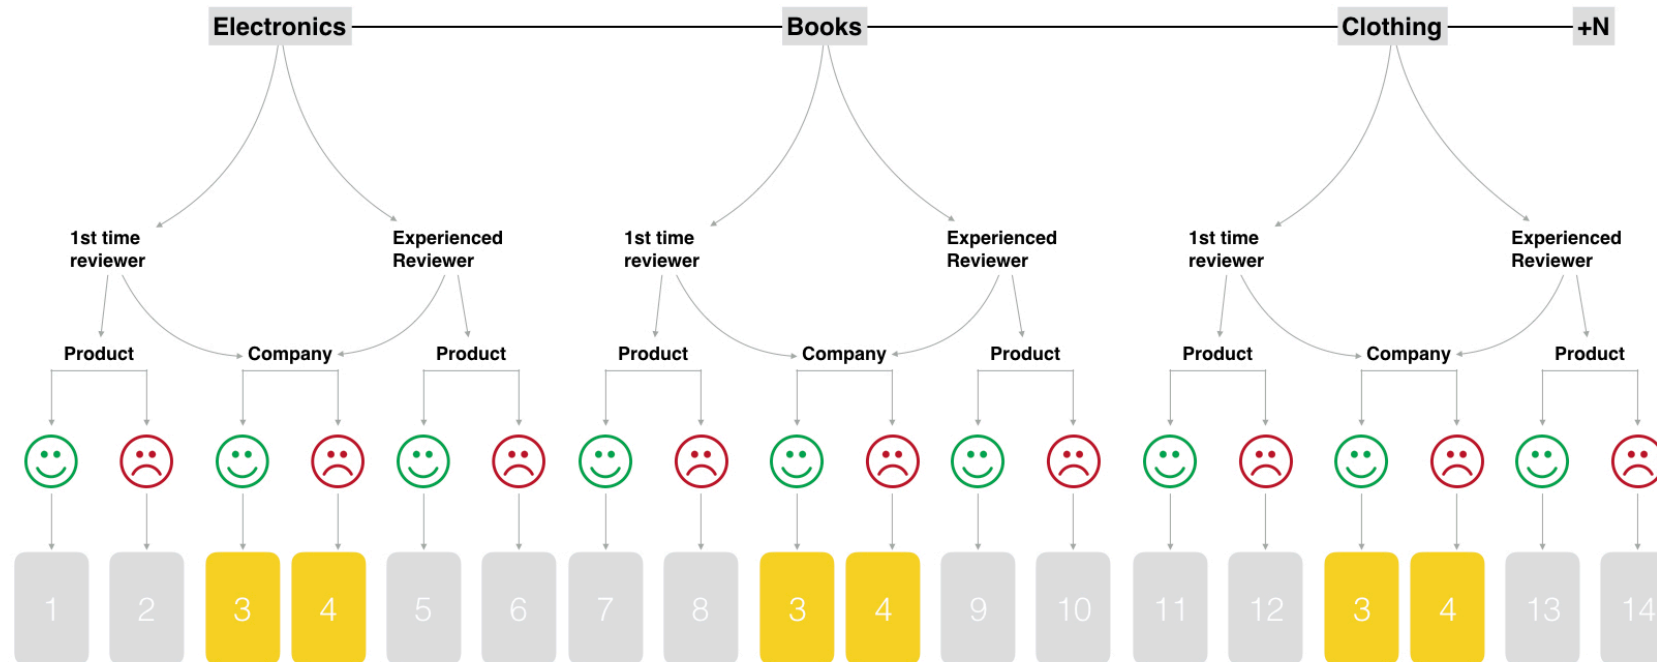 Electronics Books Clothing +N
1st time Experienced 1st time Experienced 1st time Experienced
reviewer Reviewer reviewer Reviewer reviewer Reviewer
Product Company Product Product Company Product Product Company Product
1 2 3 4 5 6 7 8 3 4 9 10 11 12 3 4 13 14